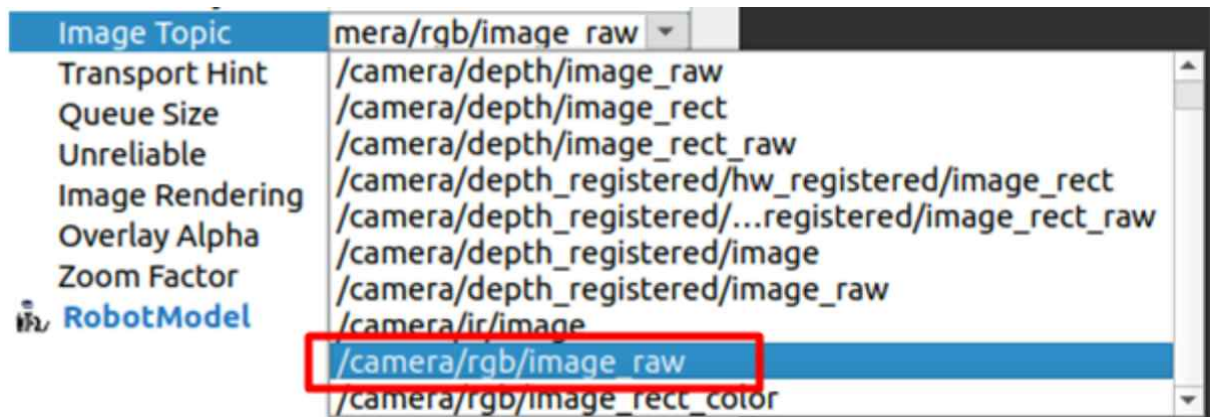 Image Topic mera/rgb/image_raw
Transport Hint /camera/depth/image_raw
Queue Size /camera/depth/image_rect
Unreliable /camera/depth/image_rect_raw
Image Rendering /camera/depth_registered/hw_registered/image_rect
Overlay Alpha /camera/depth_registered/...registered/image_rect_raw
Zoom Factor /camera/depth_registered/image
RobotModel /camera/depth_registered/image_raw
/camera/ir/image
/camera/rgb/image_raw
/camera/rgb/image_rect_color